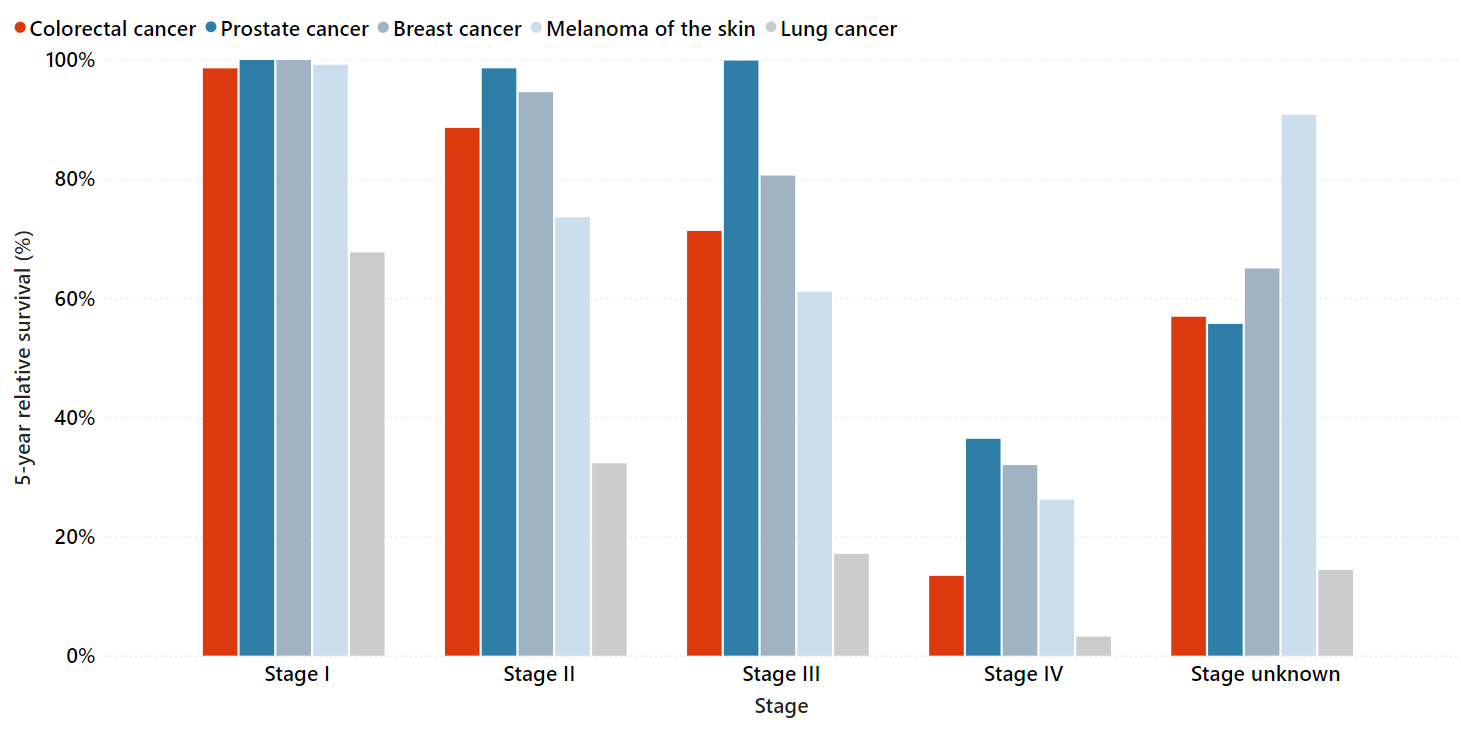 Colorectal cancer Prostate cancer Breast cancer Melanoma of the skin Lung cancer
100%
80%
60%
40%
20%
0%
5-year relative survival (%)
Stage I Stage II Stage III Stage IV Stage unknown
Stage